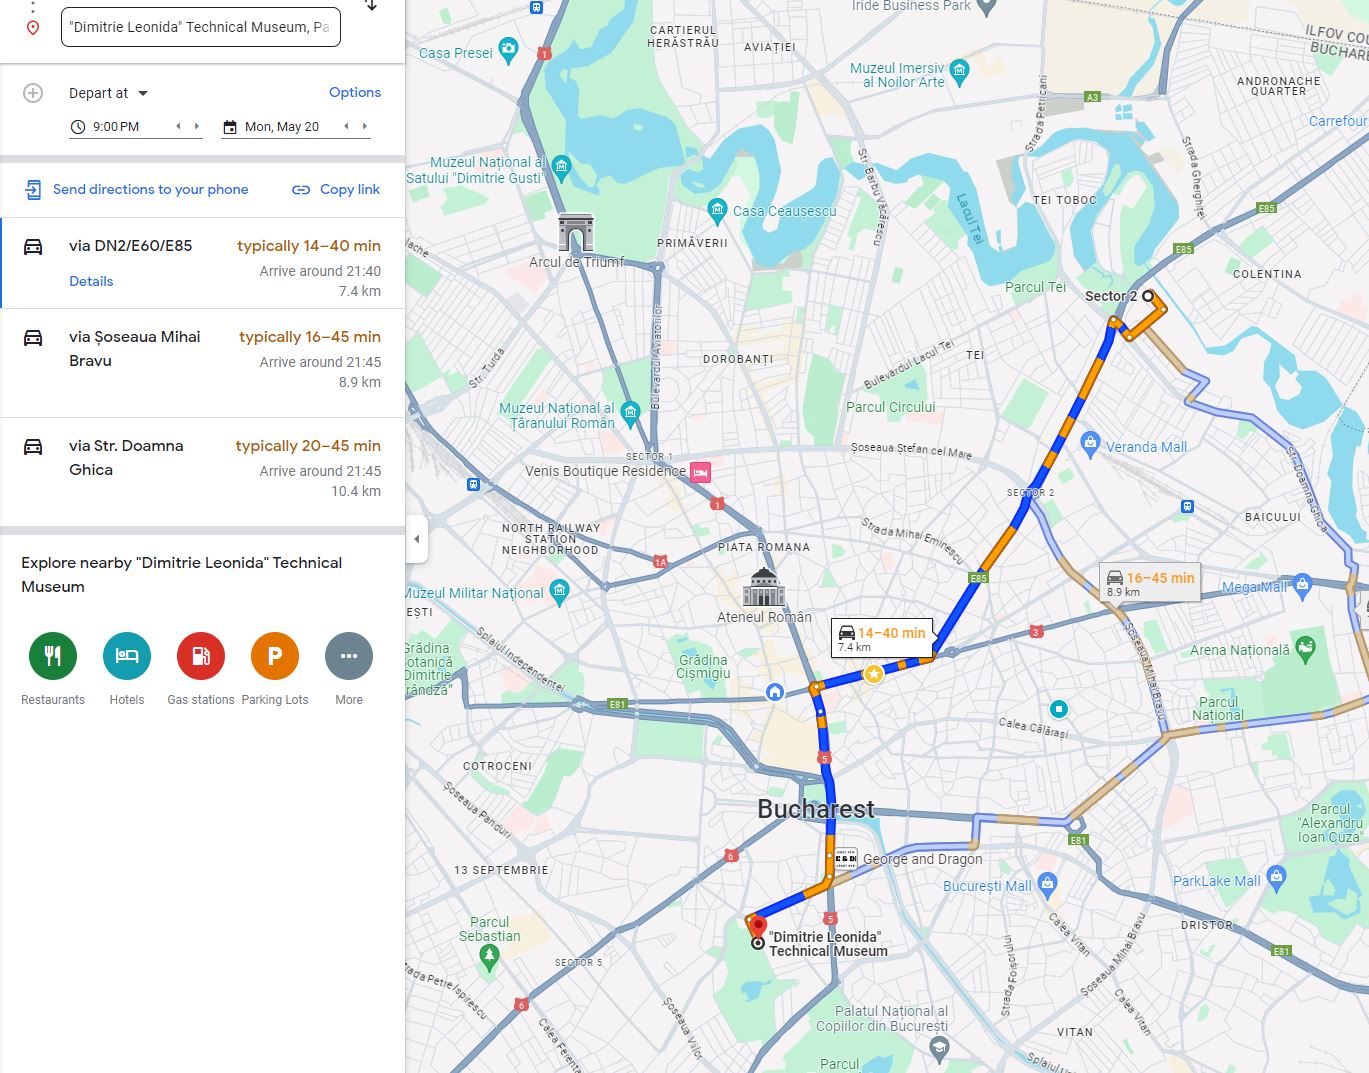 "Dimitrie Leonida" Technical Museum, Pa
Depart at
Options
9:00 PM
Mon, May 20
Send directions to your phone
Copy link
via DN2/E60/E85
typically 14–40 min
Arrive around 21:40
7.4 km
Details
via Șoseaua Mihai
Bravu
typically 16–45 min
Arrive around 21:45
8.9 km
via Str. Doamna
Ghica
typically 20–45 min
Arrive around 21:45
10.4 km
Explore nearby "Dimitrie Leonida" Technical
Museum
Restaurants
Hotels
Gas stations
P
Parking Lots
More
Iride Business Park
CARTIERUL
HERĂSTRĂU
AVIAȚIEI
ILFOV COU
BUCHARE
Casa Presei
1
Muzeul Imersiv
al Noilor Arte
ANDRONACHE
QUARTER
A3
Strada Petricani
Carrefour
Muzeul Național al
Satului "Dimitrie Gusti"
Str. Barbu Văcărescu
Strada Gherghiței
Lacul Tei
TEI TOBOC
E85
Casa Ceaușescu
PRIMĂVERII
E85
Arcul de Triumf
COLENTINA
Parcul Tei
Sector 2
Bulevardul Aviatorilor
Str. Turda
DOROBANȚI
Bulevardul Lacul Tei
TEI
Muzeul Național al
Țăranului Român
Parcul Circului
Veranda Mall
Șoseaua Ștefan cel Mare
SECTOR 1
Venis Boutique Residence
Str. Doamna Ghica
SECTOR 2
1
BAICULUI
NORTH RAILWAY
STATION
NEIGHBORHOOD
Strada Mihai Eminescu
PIATA ROMANA
1A
E85
16–45 min
8.9 km
Mega Mall
Muzeul Militar Național
EȘTI
Ateneul Român
14–40 min
7.4 km
3
Splaiul Independenței
Șoseaua Mihai Bravu
Arena Națională
Grădina
Botanică
"Dimitrie
Brândză"
Grădina
Cișmigiu
E81
Parcul
Național
Calea Călărași
5
COTROCENI
Șoseaua Panduri
Bucharest
Parcul
"Alexandru
Ioan Cuza"
E81
6
George and Dragon
13 SEPTEMBRIE
București Mall
ParkLake Mall
5
Parcul
Sebastian
"Dimitrie Leonida"
Technical Museum
Calea Vitan
DRISTOR
Șoseaua Mihai Bravu
E81
SECTOR 5
Strada Foișorului
6
Șoseaua Viilor
Calea Vitan
Palatul Național al
Copiilor din București
VITAN
Parcul